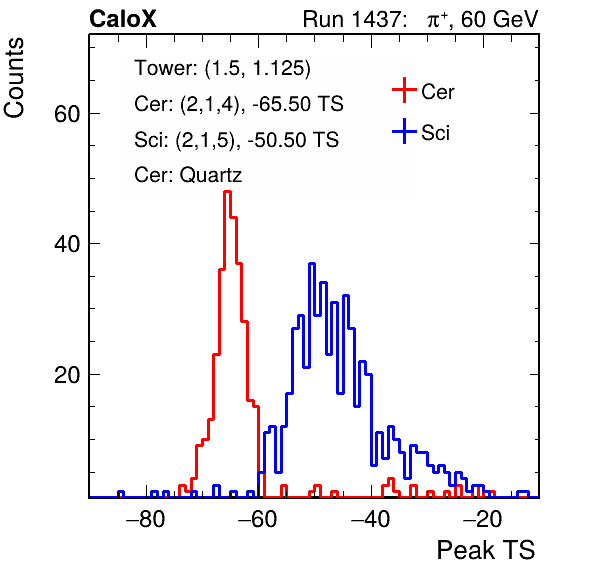 CaloX Run 1437: π⁺, 60 GeV
Counts
Tower: (1.5, 1.125)
Cer: (2,1,4), -65.50 TS
Sci: (2,1,5), -50.50 TS
Cer: Quartz
Cer
Sci
60
40
20
−80 −60 −40 −20
Peak TS